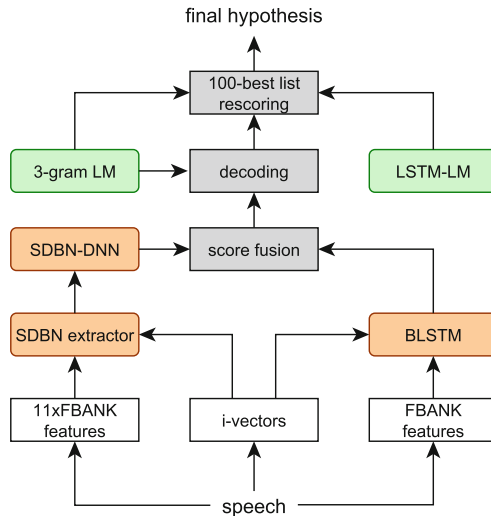 final hypothesis
100-best list
rescoring
3-gram LM
decoding
LSTM-LM
SDBN-DNN
score fusion
SDBN extractor
BLSTM
11xFBANK
features
i-vectors
FBANK
features
speech